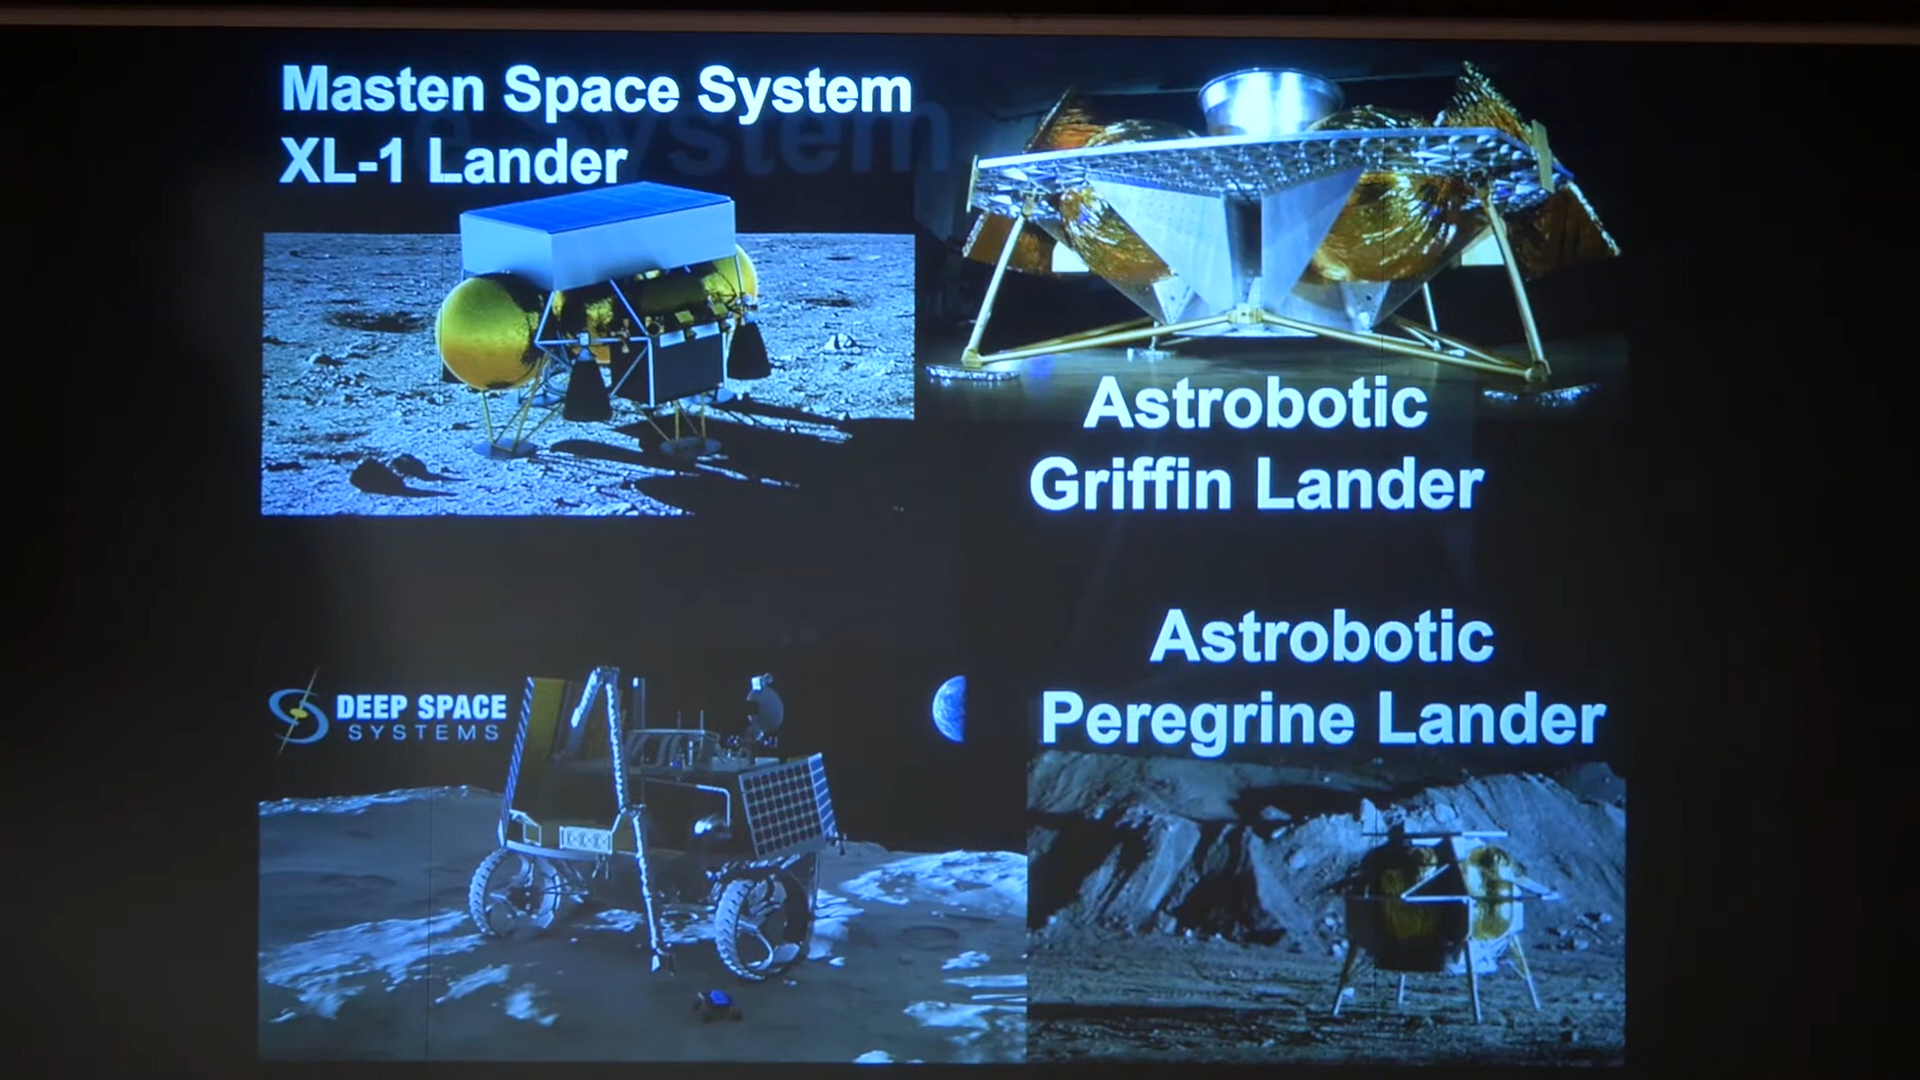 Masten Space System
XL-1 Lander
Astrobotic
Griffin Lander
DEEP SPACE
SYSTEMS
Astrobotic
Peregrine Lander